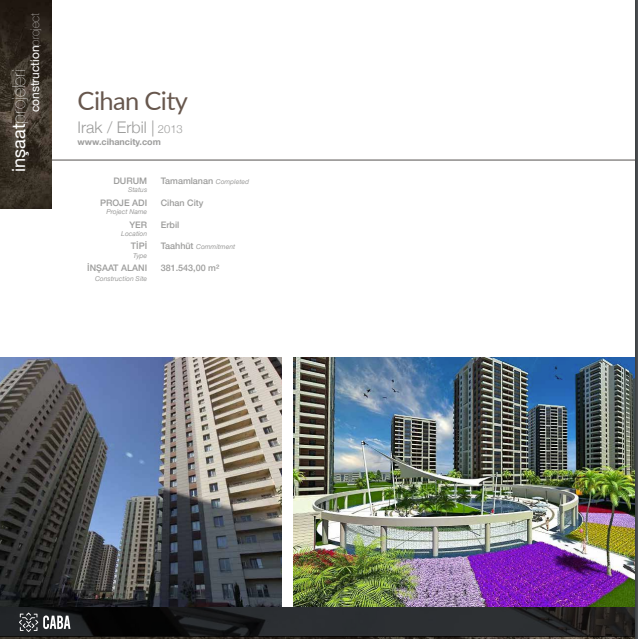 inşaatprojeleri
constructionproject
Cihan City
Irak / Erbil | 2013
www.cihancity.com
DURUM Tamamlanan Completed
Status
PROJE ADI Cihan City
Project Name
YER Erbil
Location
TİPİ Taahhüt Commitment
Type
İNŞAAT ALANI 381.543,00 m²
Construction Site
CABA